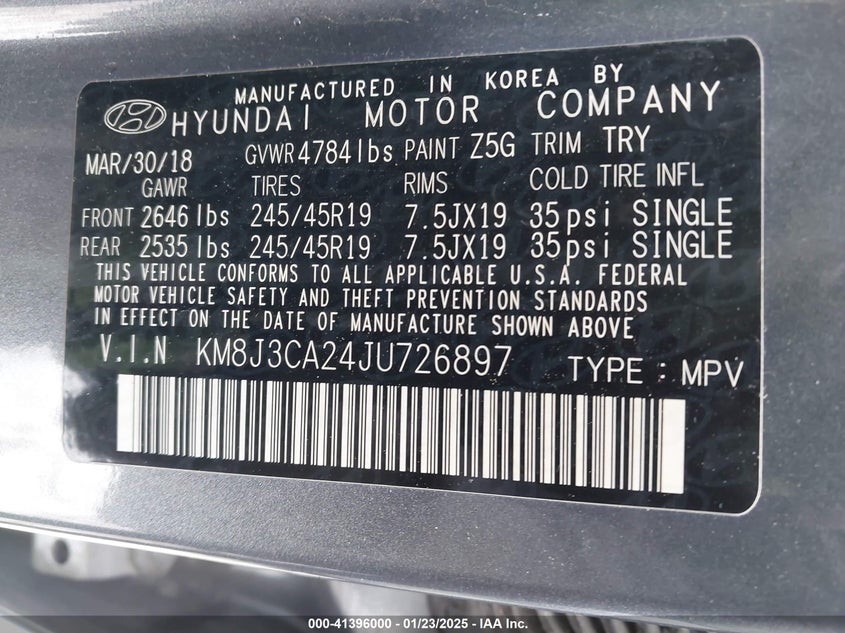 MANUFACTURED IN KOREA BY
HYUNDAI MOTOR COMPANY
MAR/30/18 GVWR 4784 lbs PAINT Z5G TRIM TRY
GAWR TIRES RIMS COLD TIRE INFL
FRONT 2646 lbs 245/45R19 7.5JX19 35psi SINGLE
REAR 2535 lbs 245/45R19 7.5JX19 35psi SINGLE
THIS VEHICLE CONFORMS TO ALL APPLICABLE U.S.A. FEDERAL
MOTOR VEHICLE SAFETY AND THEFT PREVENTION STANDARDS
IN EFFECT ON THE DATE OF MANUFACTURE SHOWN ABOVE
V.I.N KM8J3CA24JU726897 TYPE : MPV
000-41396000 — 01/23/2025 — IAA Inc.